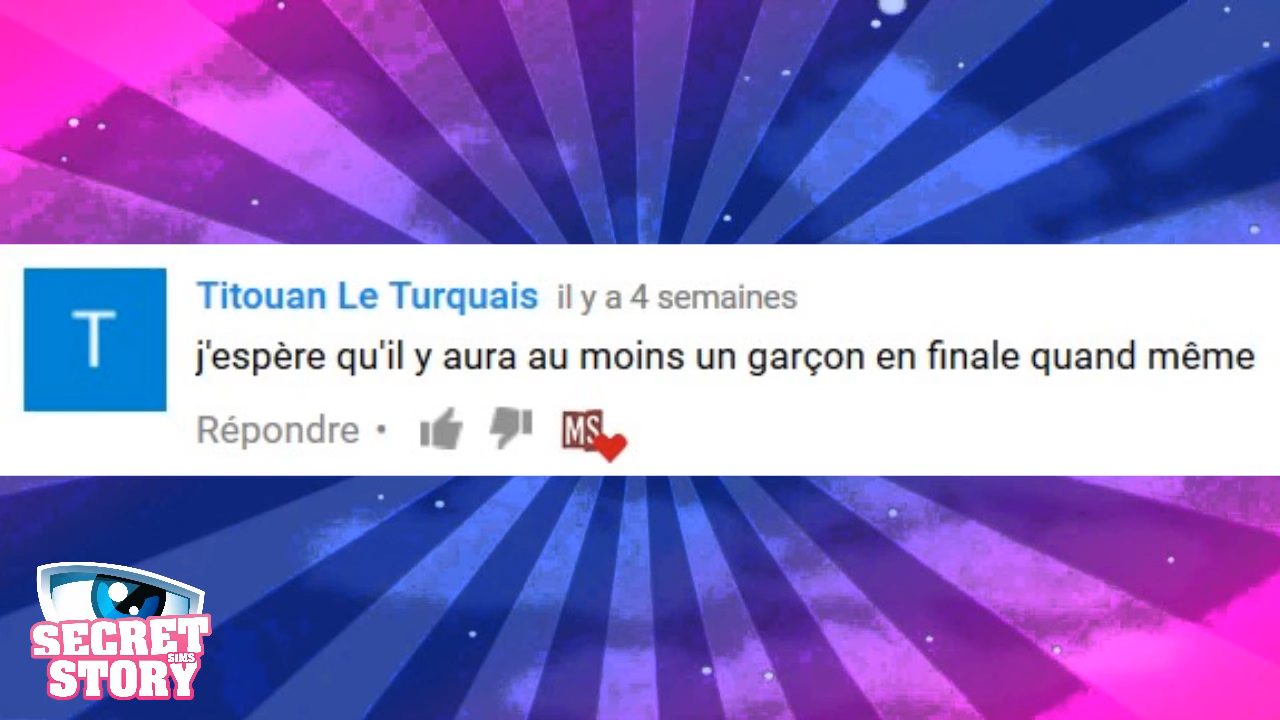 T
Titouan Le Turquais il y a 4 semaines
j'espère qu'il y aura au moins un garçon en finale quand même
Répondre •
MS
SECRET
SIMS
STORY